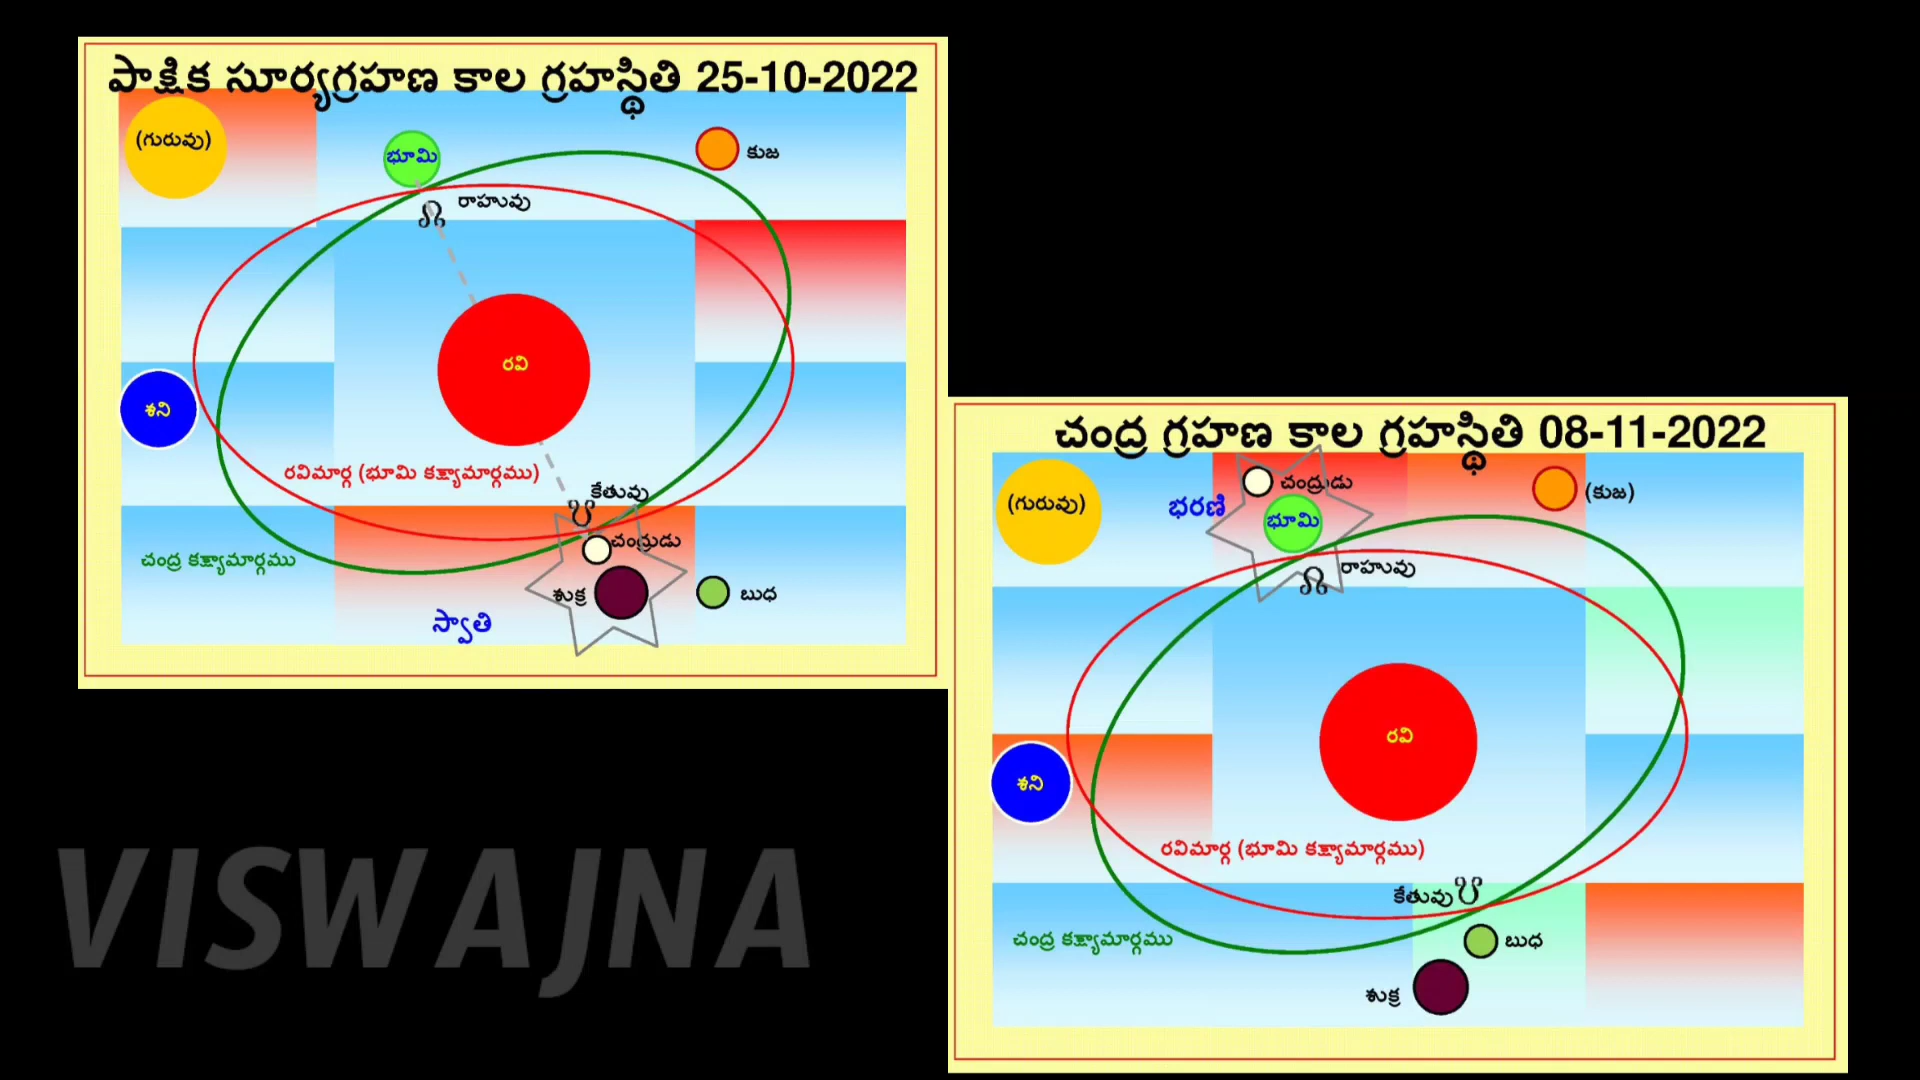 పాక్షిక సూర్యగ్రహణ కాల గ్రహస్థితి 25-10-2022
(గురువు)
భూమి
కుజ
రాహువు
రవి
శని
రవిమార్గ (భూమి కక్ష్యామార్గము)
కేతువు
చంద్రుడు
చంద్ర కక్ష్యామార్గము
శుక్ర
బుధ
స్వాతి
చంద్ర గ్రహణ కాల గ్రహస్థితి 08-11-2022
(గురువు)
చంద్రుడు
(కుజ)
భరణి
భూమి
రాహువు
రవి
శని
రవిమార్గ (భూమి కక్ష్యామార్గము)
కేతువు
చంద్ర కక్ష్యామార్గము
బుధ
శుక్ర
VISWAJNA